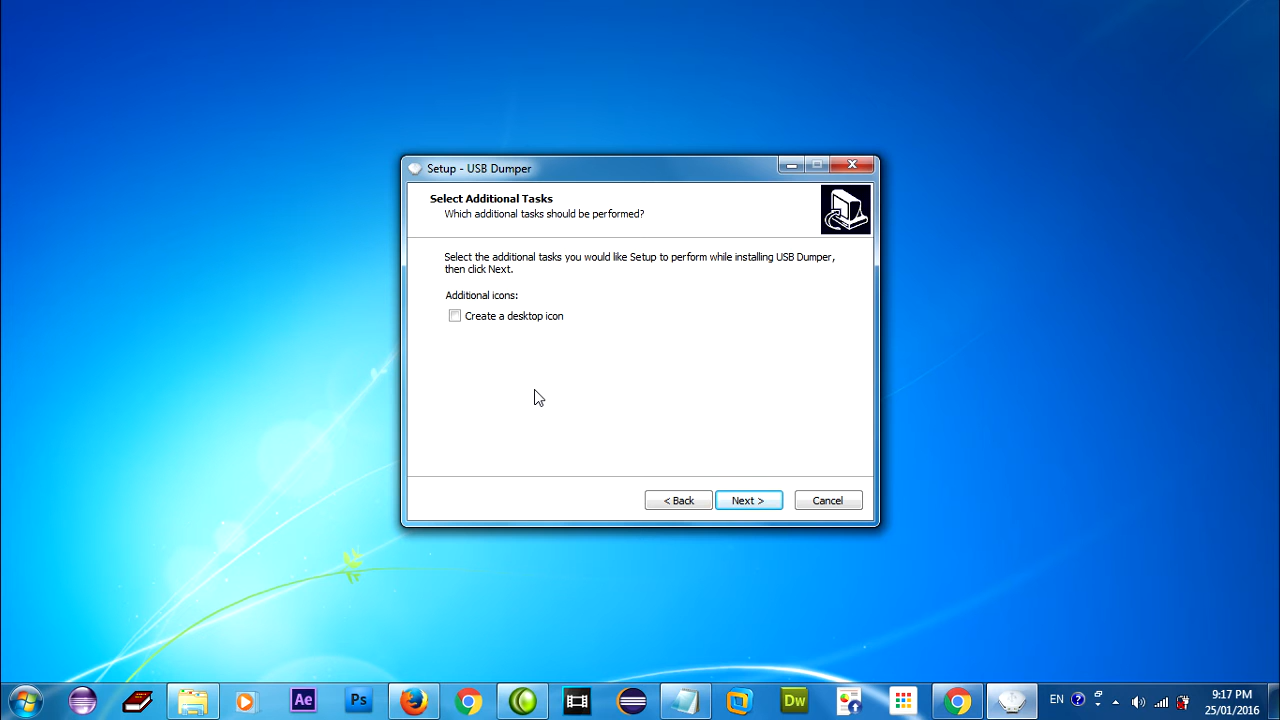 Setup - USB Dumper
Select Additional Tasks
Which additional tasks should be performed?
Select the additional tasks you would like Setup to perform while installing USB Dumper,
then click Next.
Additional icons:
Create a desktop icon
< Back
Next >
Cancel
Ae
Ps
Dw
EN
9:17 PM
25/01/2016